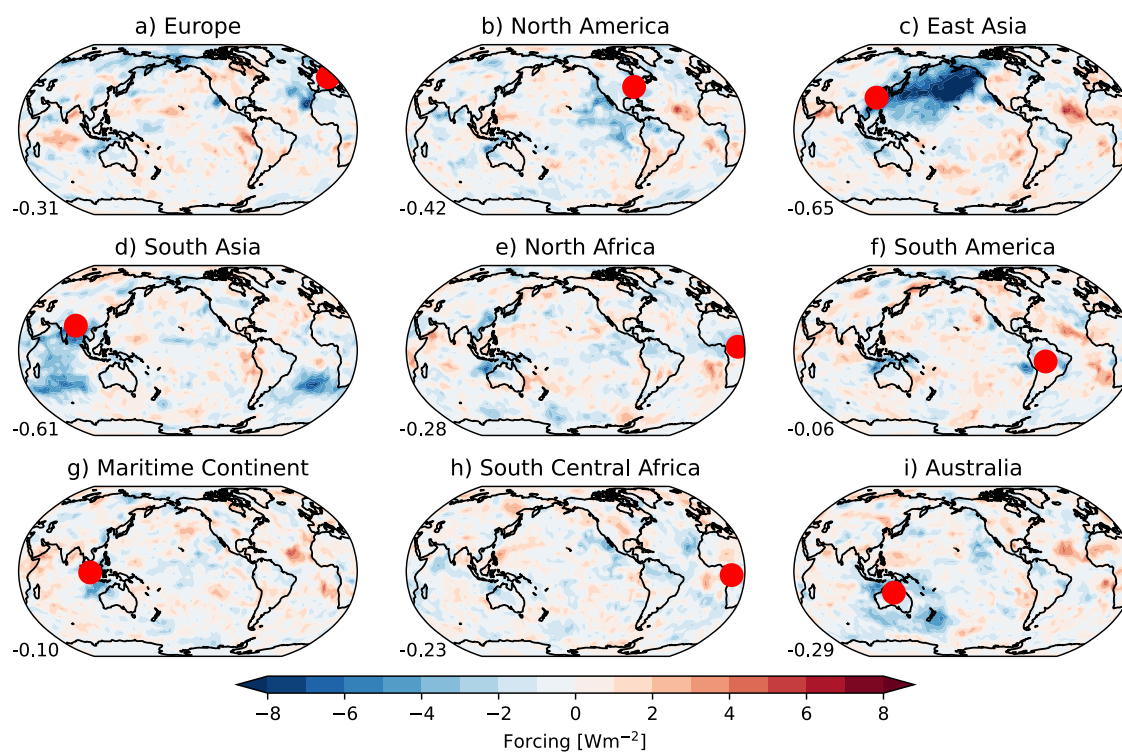 a) Europe
b) North America
c) East Asia
-0.31
-0.42
-0.65
d) South Asia
e) North Africa
f) South America
-0.61
-0.28
-0.06
g) Maritime Continent
h) South Central Africa
i) Australia
-0.10
-0.23
-0.29
−8 −6 −4 −2 0 2 4 6 8
Forcing [Wm⁻²]